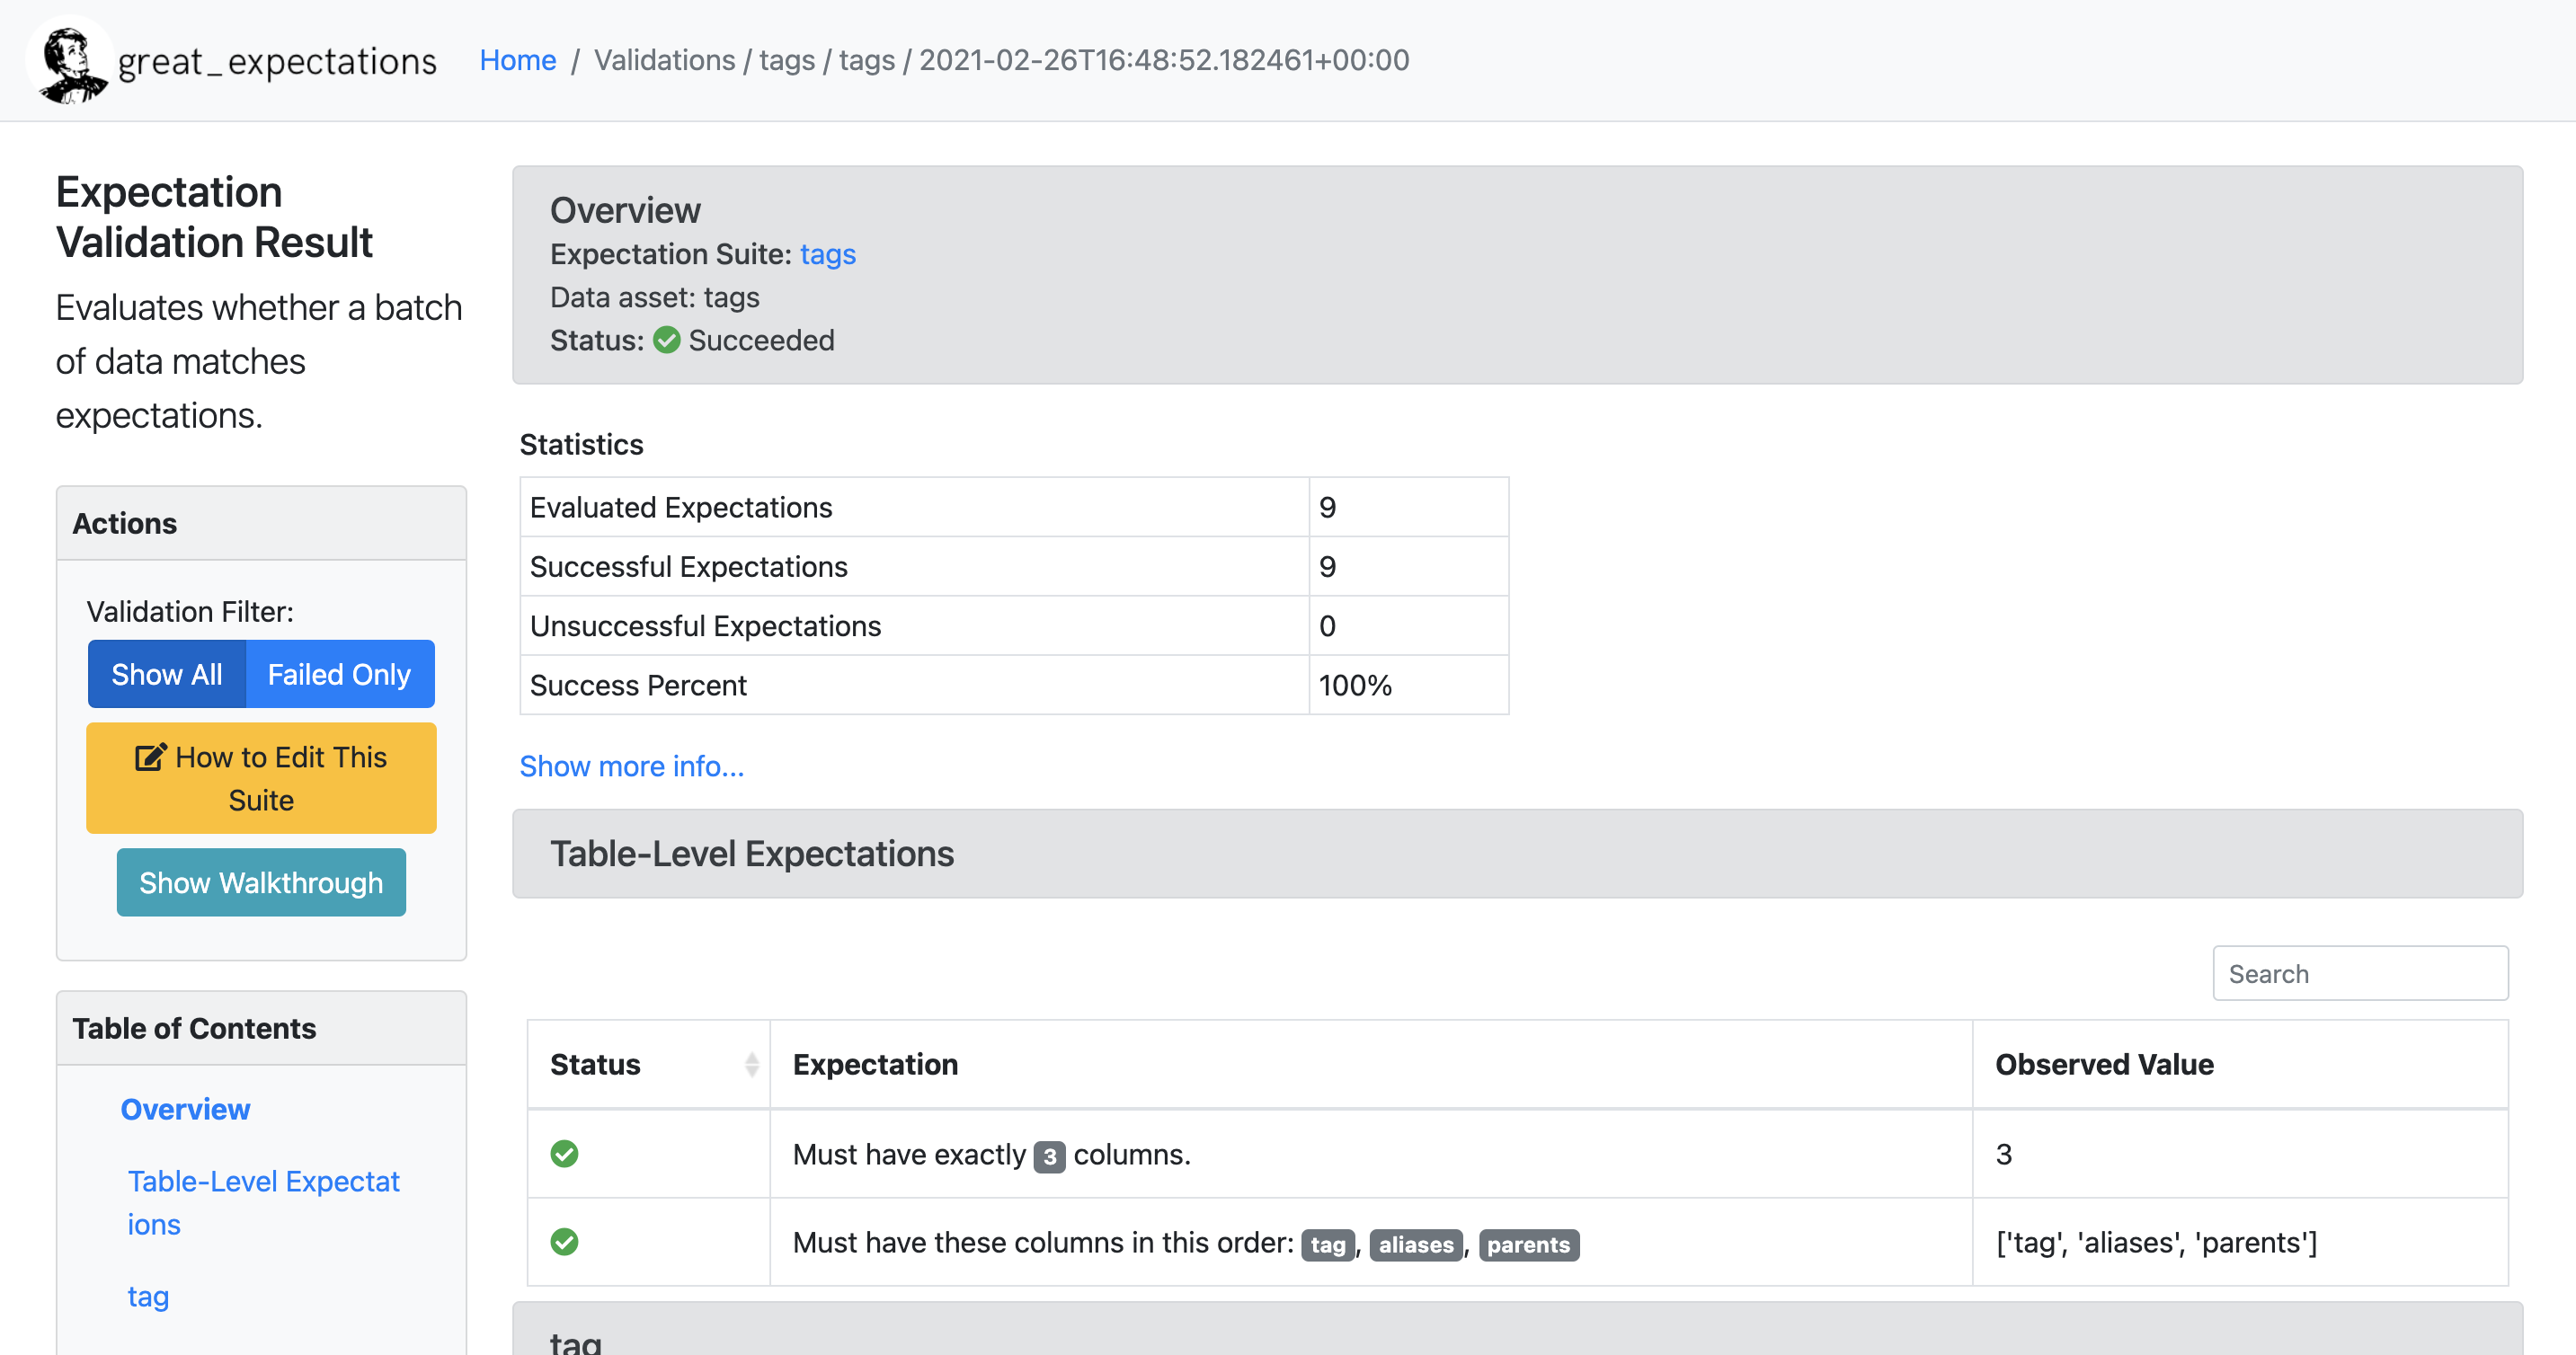 great_expectations
Home / Validations / tags / tags / 2021-02-26T16:48:52.182461+00:00
Expectation
Validation Result
Evaluates whether a batch
of data matches
expectations.
Actions
Validation Filter:
Show All Failed Only
How to Edit This
Suite
Show Walkthrough
Table of Contents
Overview
Table-Level Expectat
ions
tag
Overview
Expectation Suite: tags
Data asset: tags
Status: Succeeded
Statistics
Evaluated Expectations 9
Successful Expectations 9
Unsuccessful Expectations 0
Success Percent 100%
Show more info...
Table-Level Expectations
Search
Status Expectation Observed Value
Must have exactly 3 columns. 3
Must have these columns in this order: tag, aliases, parents ['tag', 'aliases', 'parents']
tag